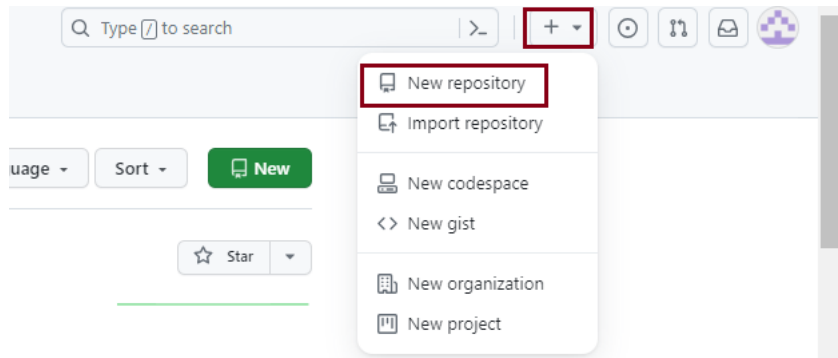 Type / to search
New repository
Import repository
uage
Sort
New
New codespace
New gist
Star
New organization
New project